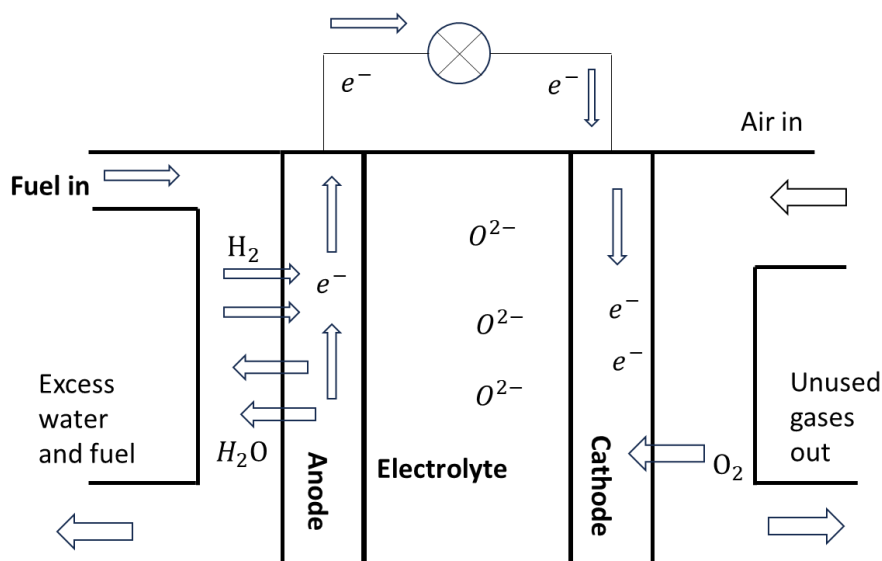 e⁻
e⁻
Air in
Fuel in
H₂
O²⁻
e⁻
e⁻
O²⁻
e⁻
O²⁻
Excess
water
and fuel
Unused
gases
out
H₂O
Anode
Electrolyte
Cathode
O₂